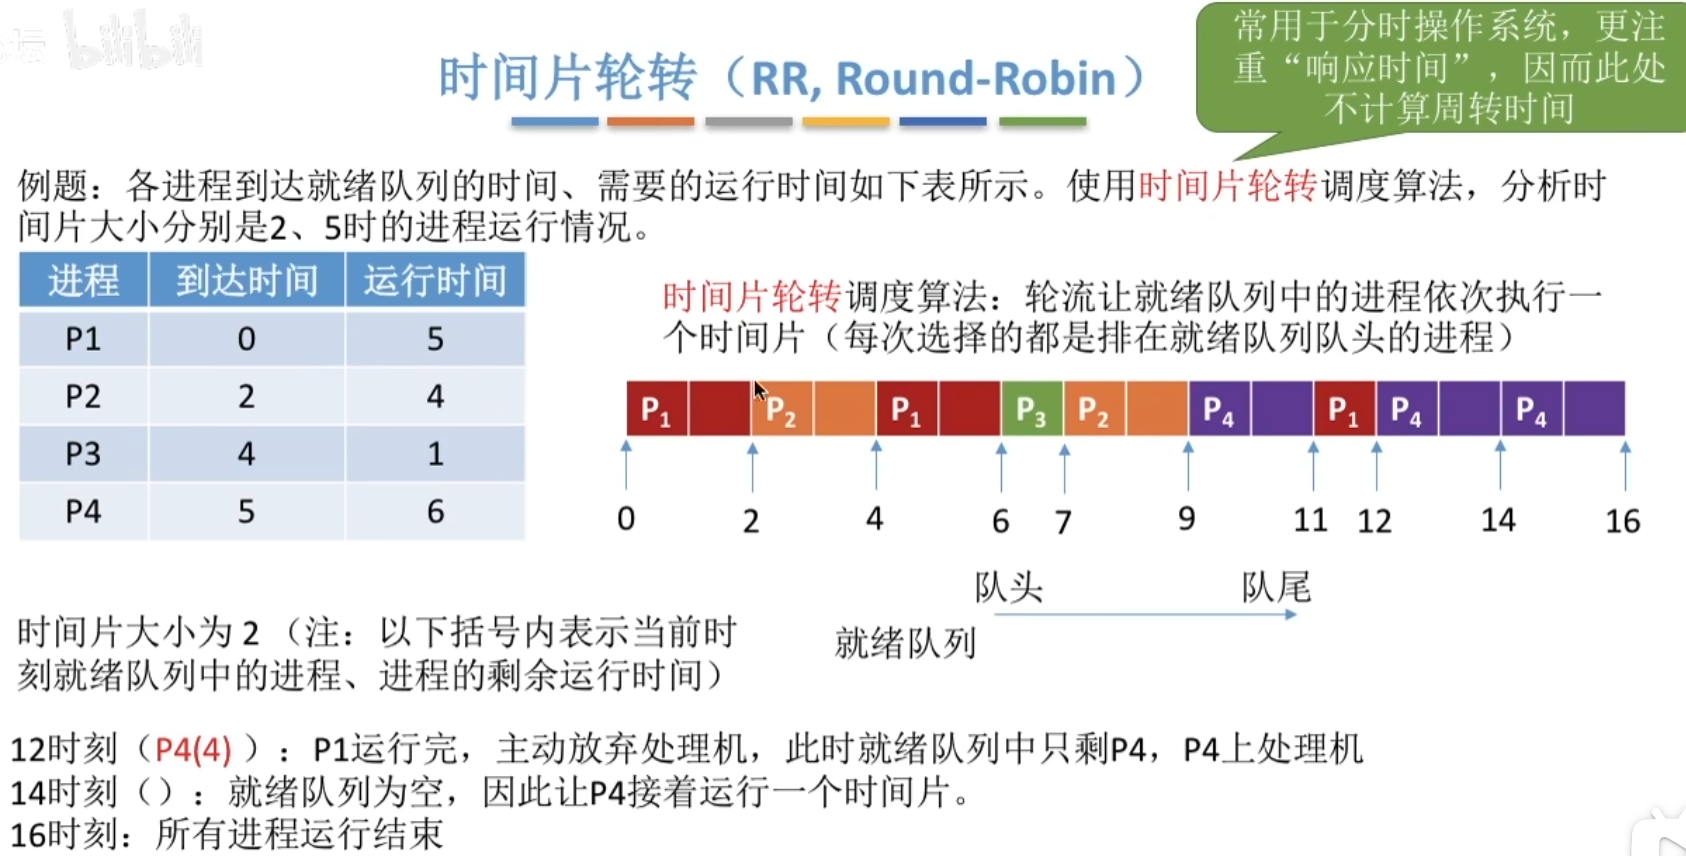 坛 bilibili
常用于分时操作系统，更注
重“响应时间”，因而此处
不计算周转时间
时间片轮转（RR, Round-Robin）
例题：各进程到达就绪队列的时间、需要的运行时间如下表所示。使用时间片轮转调度算法，分析时
间片大小分别是2、5时的进程运行情况。
进程 到达时间 运行时间
P1 0 5
P2 2 4
P3 4 1
P4 5 6
时间片轮转调度算法：轮流让就绪队列中的进程依次执行一
个时间片（每次选择的都是排在就绪队列队头的进程）
P1 P2 P1 P3 P2 P4 P1 P4 P4
0 2 4 6 7 9 11 12 14 16
队头 队尾
就绪队列
时间片大小为 2 （注：以下括号内表示当前时
刻就绪队列中的进程、进程的剩余运行时间）
12时刻（P4(4) ）：P1运行完，主动放弃处理机，此时就绪队列中只剩P4，P4上处理机
14时刻（）：就绪队列为空，因此让P4接着运行一个时间片。
16时刻：所有进程运行结束